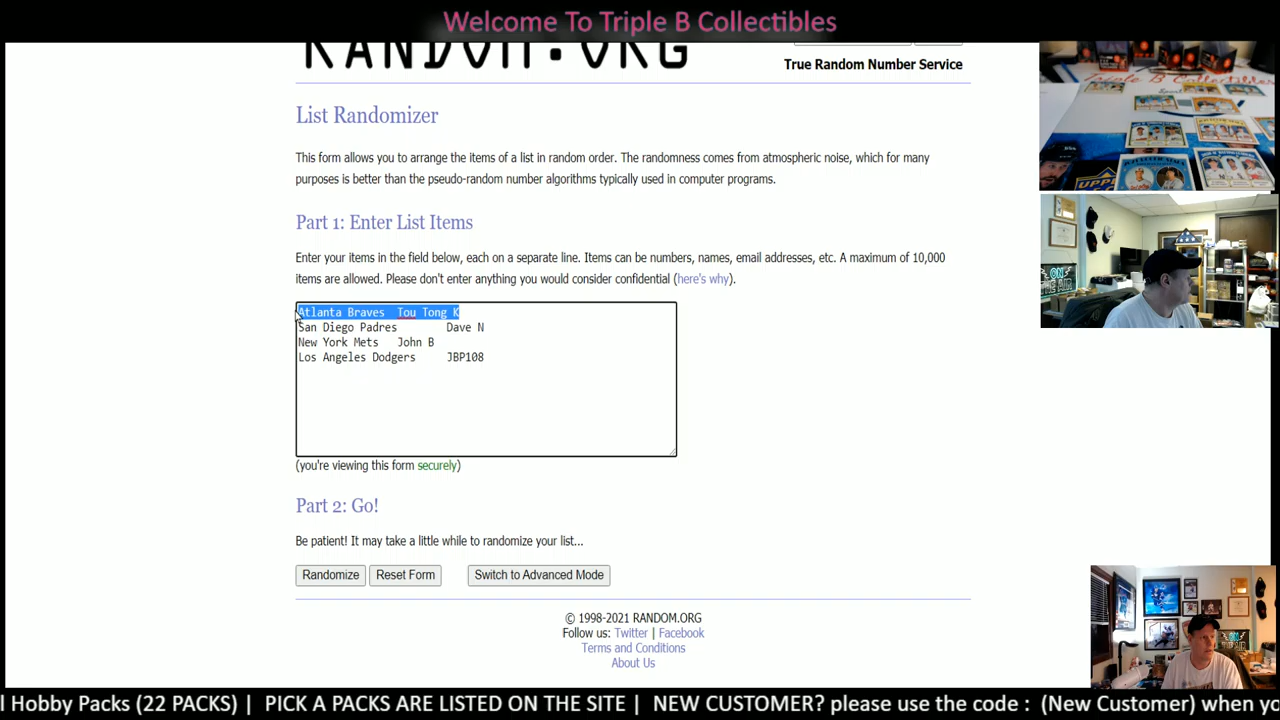 Welcome To Triple B Collectibles
RANDOM.ORG
True Random Number Service
List Randomizer
This form allows you to arrange the items of a list in random order. The randomness comes from atmospheric noise, which for many
purposes is better than the pseudo-random number algorithms typically used in computer programs.
Part 1: Enter List Items
Enter your items in the field below, each on a separate line. Items can be numbers, names, email addresses, etc. A maximum of 10,000
items are allowed. Please don't enter anything you would consider confidential (here's why).
Atlanta Braves Tou Tong K
San Diego Padres Dave N
New York Mets John B
Los Angeles Dodgers JBP108
(you're viewing this form securely)
Part 2: Go!
Be patient! It may take a little while to randomize your list...
Randomize Reset Form Switch to Advanced Mode
© 1998-2021 RANDOM.ORG
Follow us: Twitter | Facebook
Terms and Conditions
About Us
Triple B Collectibles
UPPE
ON
l Hobby Packs (22 PACKS) | PICK A PACKS ARE LISTED ON THE SITE | NEW CUSTOMER? please use the code : (New Customer) when yo